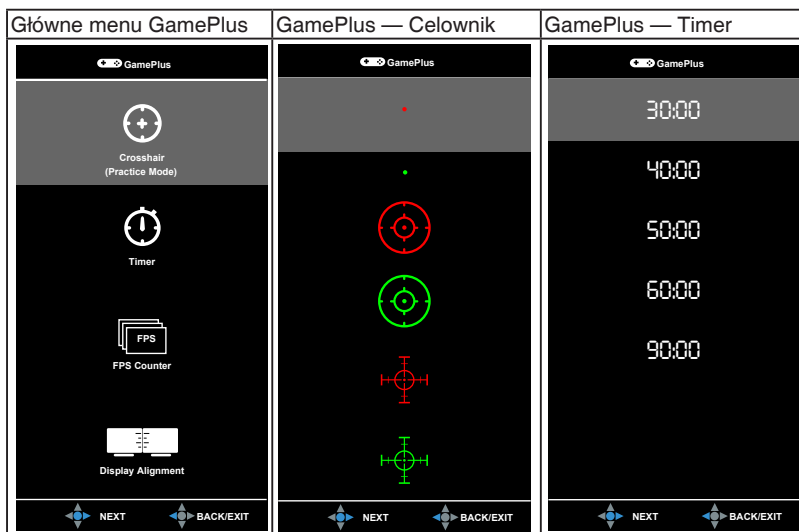 Główne menu GamePlus
GamePlus — Celownik
GamePlus — Timer
GamePlus
Crosshair
(Practice Mode)
Timer
FPS
FPS Counter
Display Alignment
NEXT BACK/EXIT
GamePlus
NEXT BACK/EXIT
GamePlus
30:00
40:00
50:00
60:00
90:00
NEXT BACK/EXIT